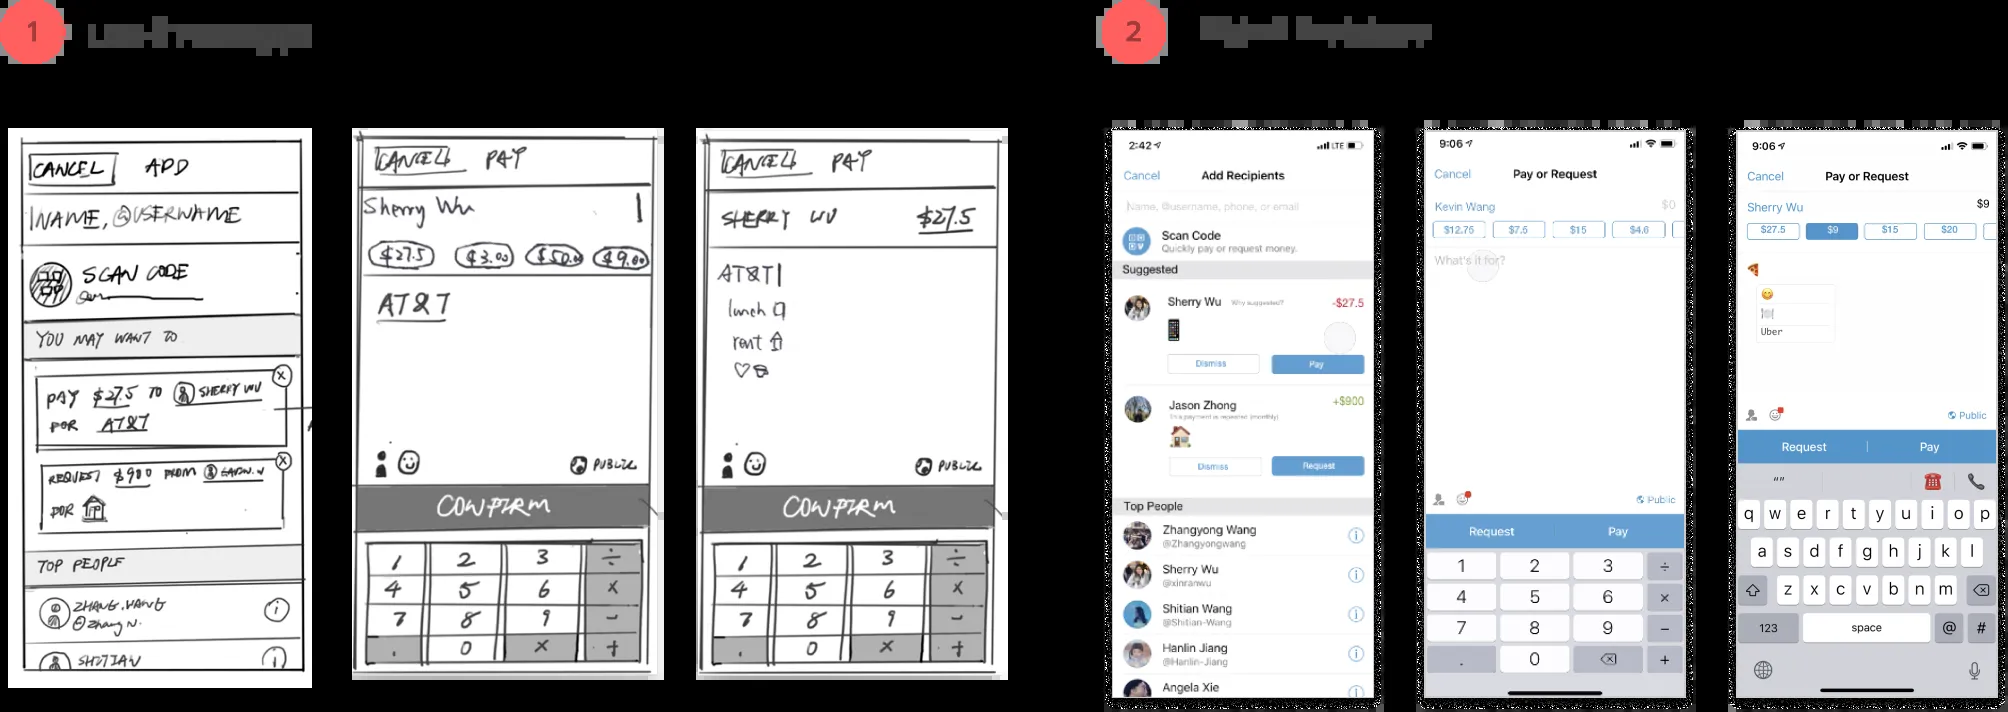 1
CANCEL ADD
NAME, @USERNAME
SCAN CODE
YOU MAY WANT TO
PAY $27.5 TO SHERRY WU
FOR AT&T
REQUEST $900 FROM
FOR
TOP PEOPLE
ZHANG.WANG
@Zhang N.
SHITIAN
CANCEL PAY
Sherry Wu
$27.5 $3.00 $50.00 $9.00
AT&T
PUBLIC
CONFIRM
1 2 3 ÷
4 5 6 ×
7 8 9 −
. 0 × +
CANCEL PAY
SHERRY WU $27.5
AT&T
lunch
rent
PUBLIC
CONFIRM
1 2 3 ÷
4 5 6 ×
7 8 9 −
. 0 × +
2
2:42 LTE
Cancel Add Recipients
Name, @username, phone, or email
Scan Code
Quickly pay or request money.
Suggested
Sherry Wu Why suggested? -$27.5
Dismiss Pay
Jason Zhong +$900
Dismiss Request
Top People
Zhangyong Wang
@Zhangyongwang
Sherry Wu
@xinranwu
Shitian Wang
@Shitian-Wang
Hanlin Jiang
@Hanlin-Jiang
Angela Xie
9:06
Cancel Pay or Request
Kevin Wang $0
$12.75 $7.5 $15 $4.6
What's it for?
Public
Request Pay
1 2 3 ÷
4 5 6 ×
7 8 9 −
. 0 +
9:06
Cancel Pay or Request
Sherry Wu $9
$27.5 $9 $15 $20
Uber
Public
Request Pay
“”
q w e r t y u i o p
a s d f g h j k l
z x c v b n m
123 space @ #